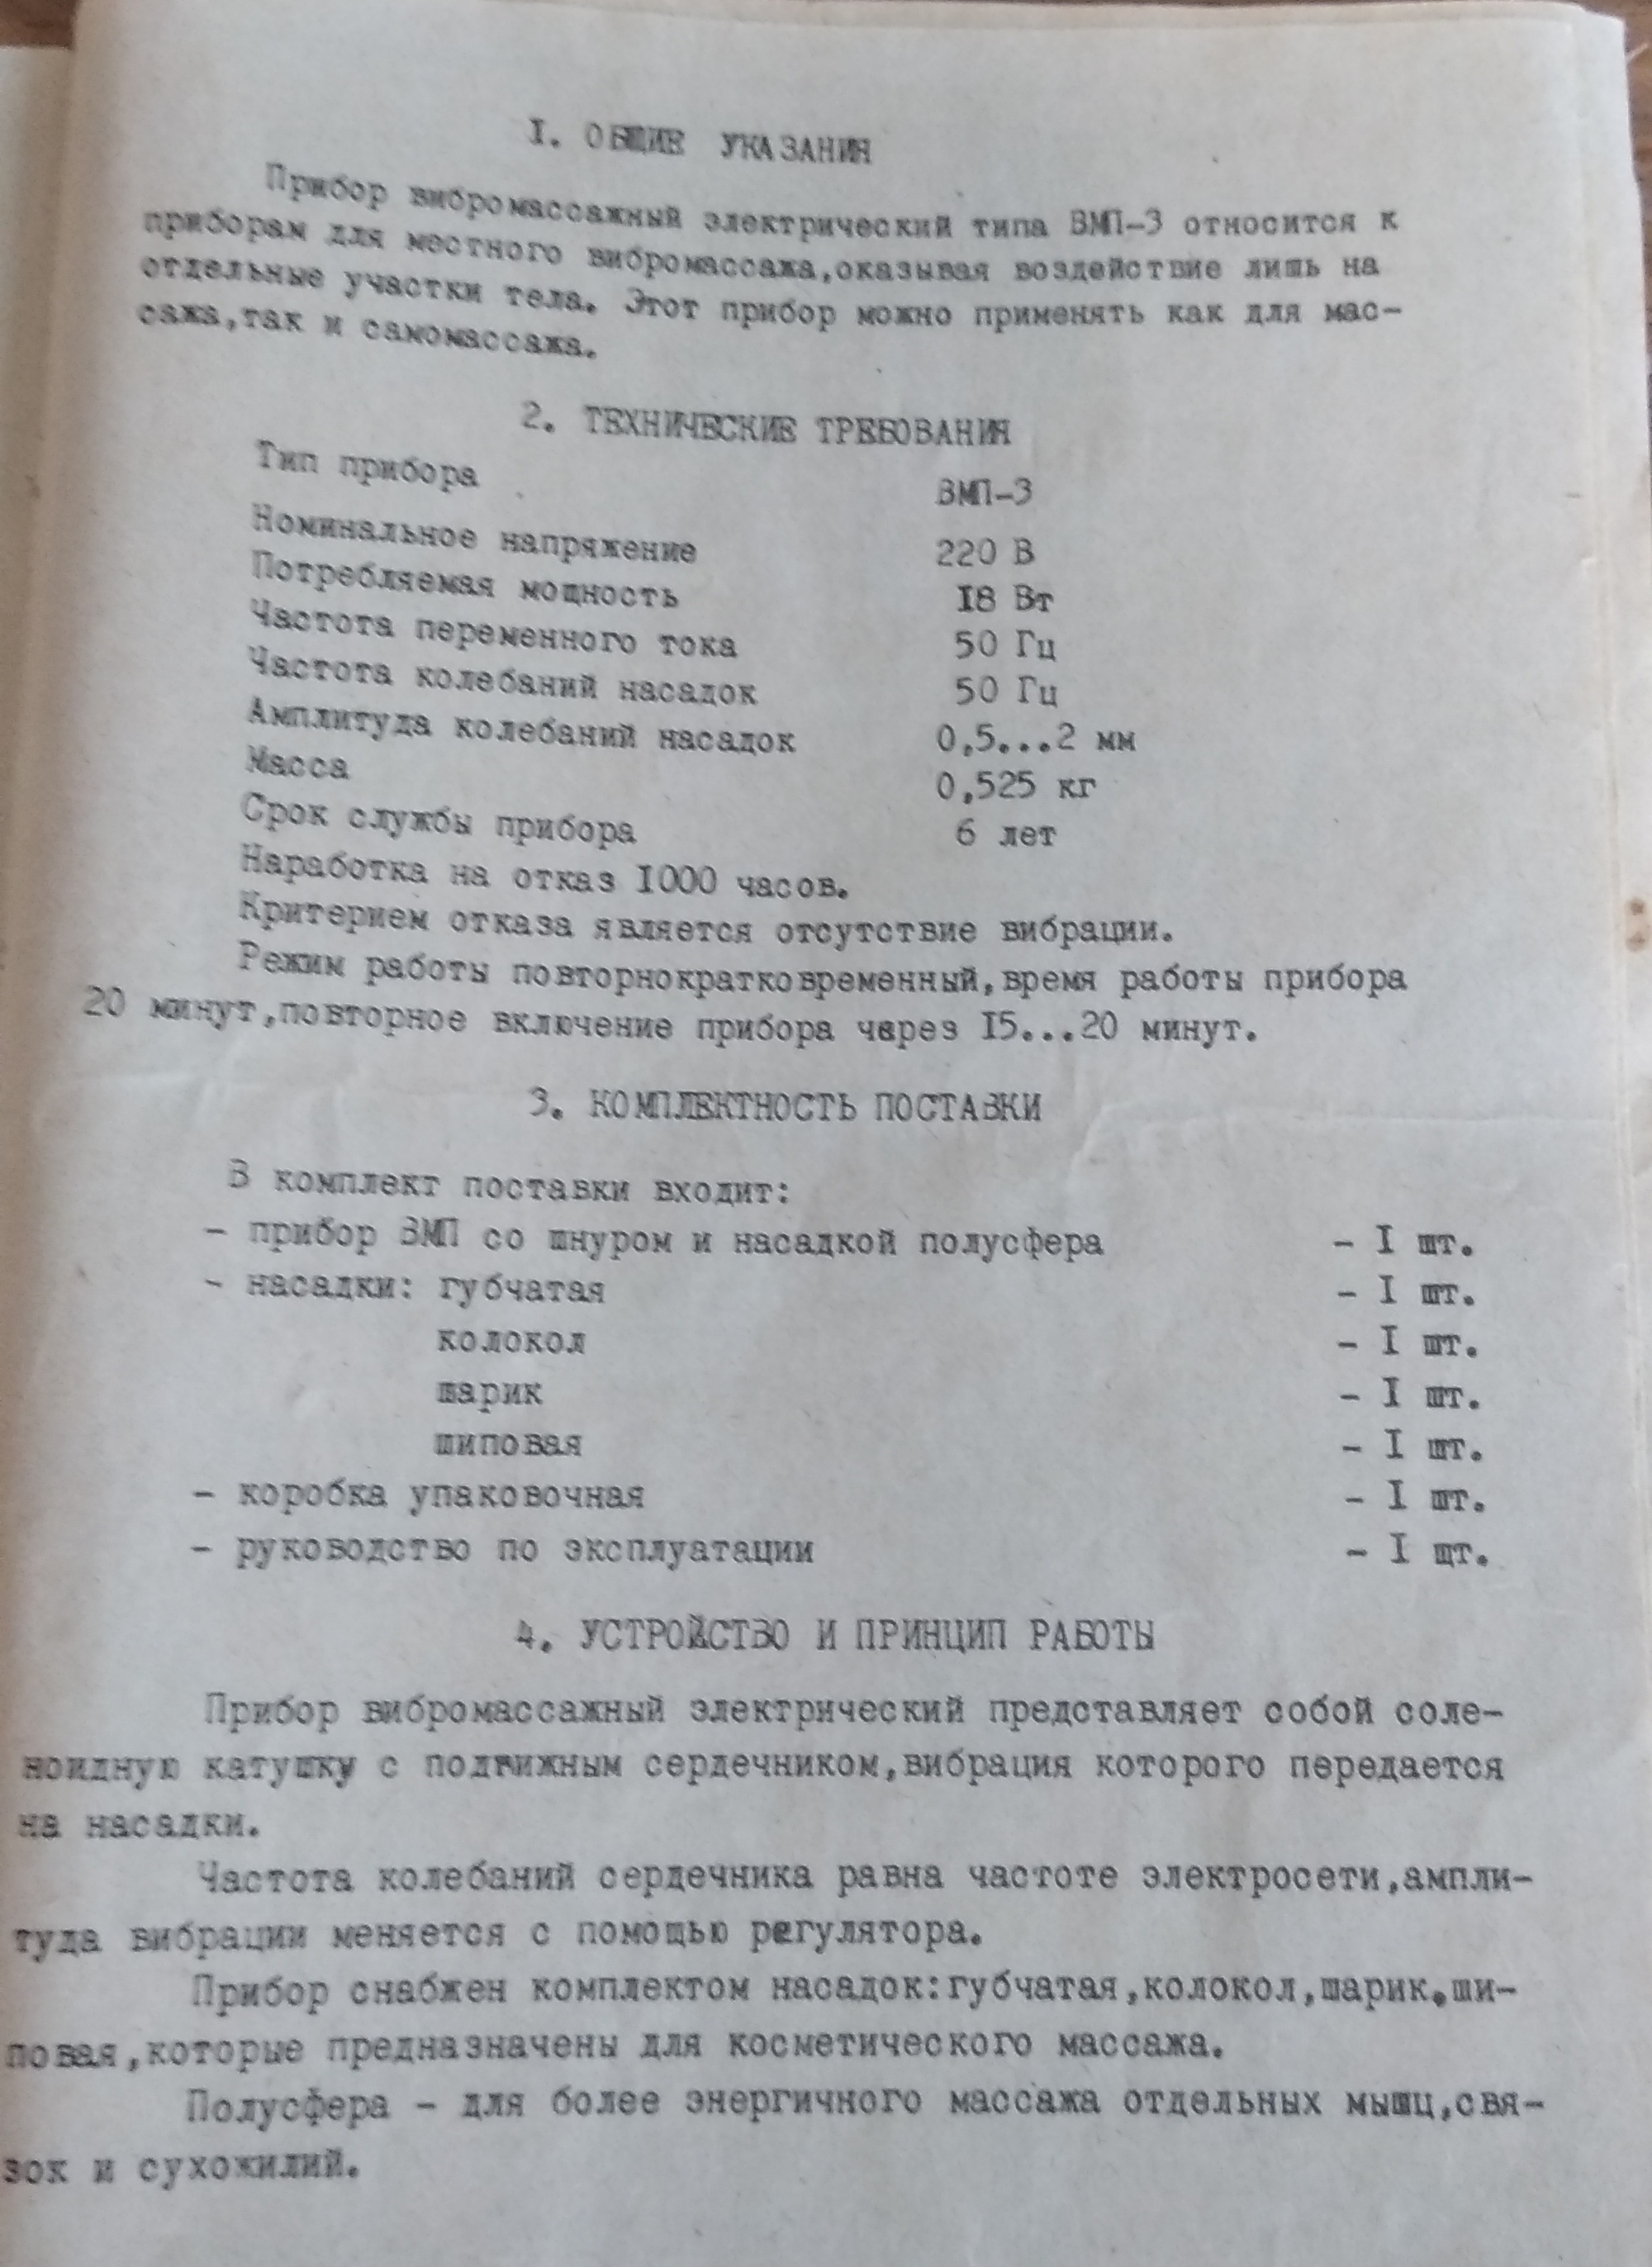 I. ОБЩИЕ УКАЗАНИЯ
Прибор вибромассажный электрический типа ВМП-3 относится к
приборам для местного вибромассажа,оказывая воздействие лишь на
отдельные участки тела. Этот прибор можно применять как для мас-
сажа,так и самомассажа.
2. ТЕХНИЧЕСКИЕ ТРЕБОВАНИЯ
Тип прибора ВМП-3
Номинальное напряжение 220 В
Потребляемая мощность 18 Вт
Частота переменного тока 50 Гц
Частота колебаний насадок 50 Гц
Амплитуда колебаний насадок 0,5...2 мм
Масса 0,525 кг
Срок службы прибора 6 лет
Наработка на отказ 1000 часов.
Критерием отказа является отсутствие вибрации.
Режим работы повторнократковременный,время работы прибора
20 минут,повторное включение прибора через 15...20 минут.
3. КОМПЛЕКТНОСТЬ ПОСТАВКИ
В комплект поставки входит:
- прибор ВМП со шнуром и насадкой полусфера - I шт.
- насадки: губчатая - I шт.
колокол - I шт.
шарик - I шт.
шиповая - I шт.
- коробка упаковочная - I шт.
- руководство по эксплуатации - I щт.
4. УСТРОЙСТВО И ПРИНЦИП РАБОТЫ
Прибор вибромассажный электрический представляет собой соле-
ноидную катушку с подвижным сердечником,вибрация которого передается
на насадки.
Частота колебаний сердечника равна частоте электросети,ампли-
туда вибрации меняется с помощью регулятора.
Прибор снабжен комплектом насадок:губчатая,колокол,шарик,ши-
повая,которые предназначены для косметического массажа.
Полусфера - для более энергичного массажа отдельных мышц,свя-
зок и сухожилий.